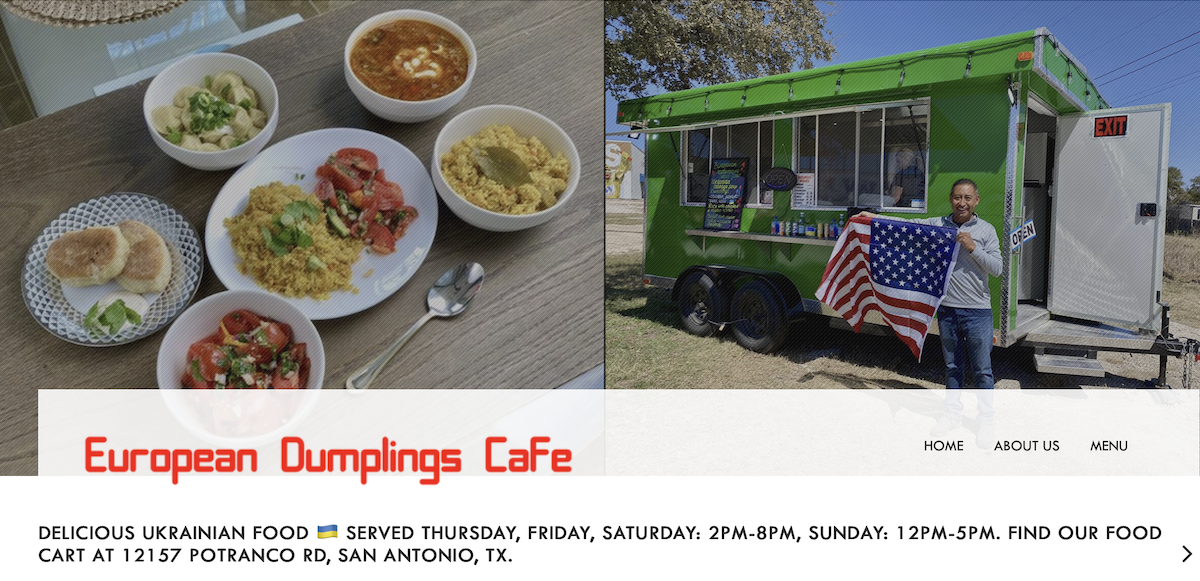 EXIT
OPEN
European Dumplings Cafe
HOME ABOUT US MENU
DELICIOUS UKRAINIAN FOOD 🇺🇦 SERVED THURSDAY, FRIDAY, SATURDAY: 2PM-8PM, SUNDAY: 12PM-5PM. FIND OUR FOOD
CART AT 12157 POTRANCO RD, SAN ANTONIO, TX.